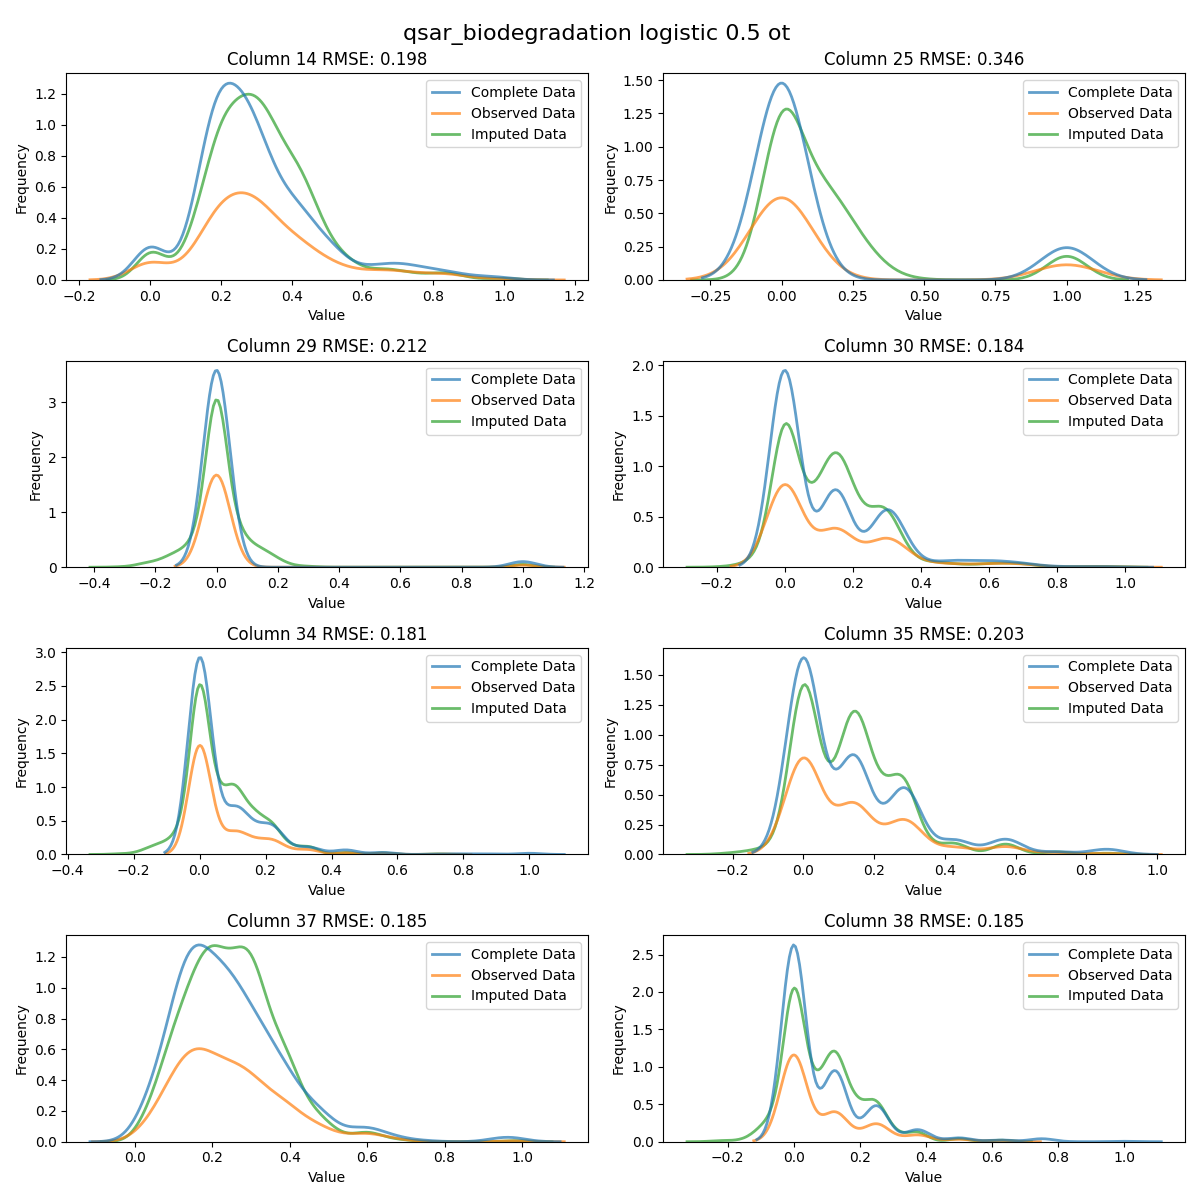 qsar_biodegradation logistic 0.5 ot
Column 14 RMSE: 0.198
Complete Data
Observed Data
Imputed Data
Frequency
0.0
0.2
0.4
0.6
0.8
1.0
1.2
−0.2
0.0
0.2
0.4
0.6
0.8
1.0
1.2
Value
Column 25 RMSE: 0.346
Complete Data
Observed Data
Imputed Data
Frequency
0.00
0.25
0.50
0.75
1.00
1.25
1.50
−0.25
0.00
0.25
0.50
0.75
1.00
1.25
Value
Column 29 RMSE: 0.212
Complete Data
Observed Data
Imputed Data
Frequency
0
1
2
3
−0.4
−0.2
0.0
0.2
0.4
0.6
0.8
1.0
1.2
Value
Column 30 RMSE: 0.184
Complete Data
Observed Data
Imputed Data
Frequency
0.0
0.5
1.0
1.5
2.0
−0.2
0.0
0.2
0.4
0.6
0.8
1.0
Value
Column 34 RMSE: 0.181
Complete Data
Observed Data
Imputed Data
Frequency
0.0
0.5
1.0
1.5
2.0
2.5
3.0
−0.4
−0.2
0.0
0.2
0.4
0.6
0.8
1.0
Value
Column 35 RMSE: 0.203
Complete Data
Observed Data
Imputed Data
Frequency
0.00
0.25
0.50
0.75
1.00
1.25
1.50
−0.2
0.0
0.2
0.4
0.6
0.8
1.0
Value
Column 37 RMSE: 0.185
Complete Data
Observed Data
Imputed Data
Frequency
0.0
0.2
0.4
0.6
0.8
1.0
1.2
0.0
0.2
0.4
0.6
0.8
1.0
Value
Column 38 RMSE: 0.185
Complete Data
Observed Data
Imputed Data
Frequency
0.0
0.5
1.0
1.5
2.0
2.5
−0.2
0.0
0.2
0.4
0.6
0.8
1.0
Value